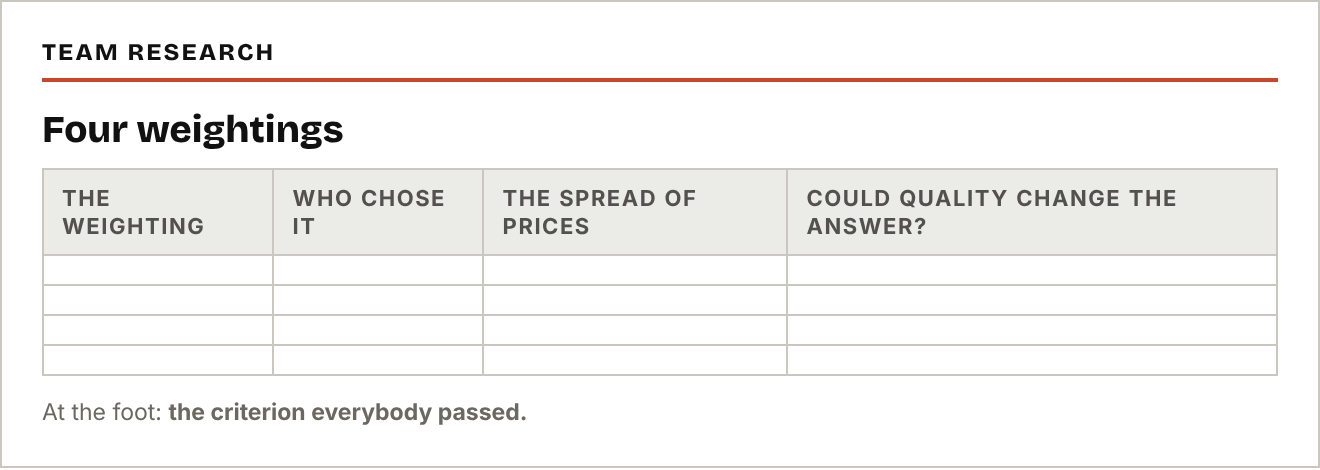 TEAM RESEARCH
Four weightings
THE WEIGHTING
WHO CHOSE IT
THE SPREAD OF PRICES
COULD QUALITY CHANGE THE ANSWER?
At the foot: the criterion everybody passed.